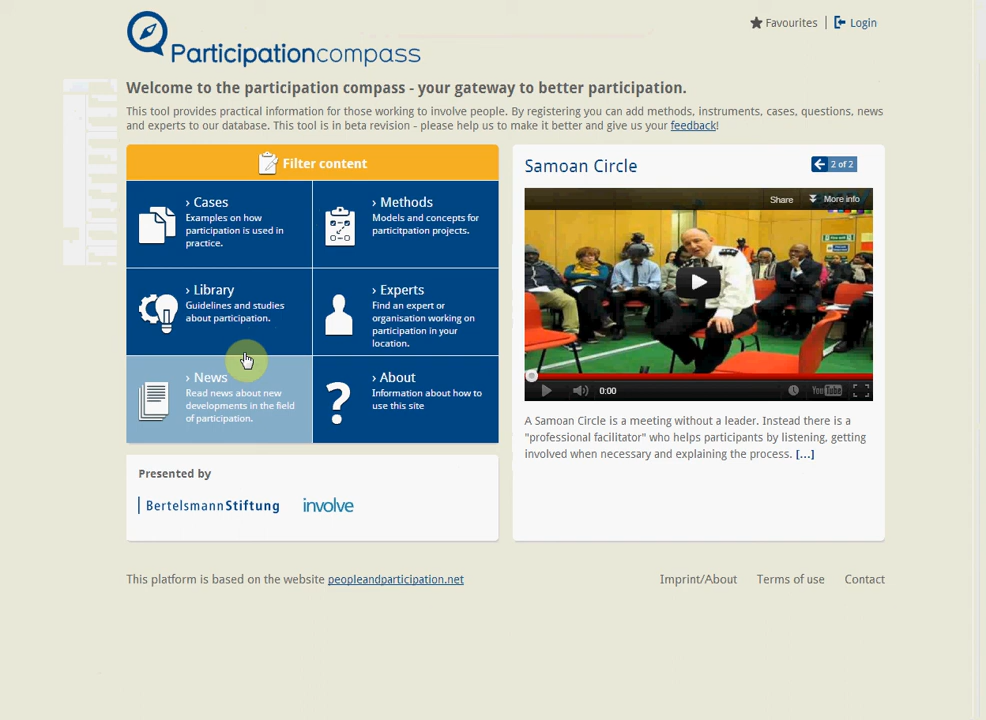 Participationcompass
Favourites | Login
Welcome to the participation compass - your gateway to better participation.
This tool provides practical information for those working to involve people. By registering you can add methods, instruments, cases, questions, news
and experts to our database. This tool is in beta revision - please help us to make it better and give us your feedback!
Filter content
› Cases
Examples on how
participation is used in
practice.
› Methods
Models and concepts for
particitpation projects.
› Library
Guidelines and studies
about participation.
› Experts
Find an expert or
organisation working on
participation in your
location.
› News
Read news about new
developments in the field
of participation.
› About
Information about how to
use this site
Presented by
BertelsmannStiftung
involve
Samoan Circle
2 of 2
Share
More info
0:00
YouTube
A Samoan Circle is a meeting without a leader. Instead there is a
"professional facilitator" who helps participants by listening, getting
involved when necessary and explaining the process. [...]
This platform is based on the website peopleandparticipation.net
Imprint/About
Terms of use
Contact